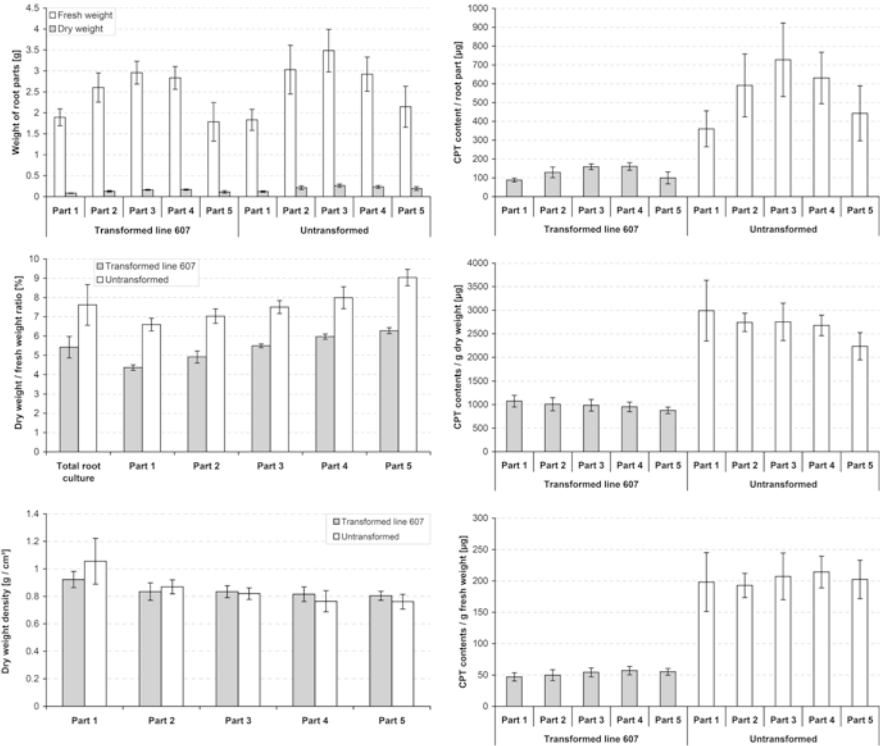 Weight of root parts [g]
4.5
4
3.5
3
2.5
2
1.5
1
0.5
0
Fresh weight
Dry weight
Part 1 Part 2 Part 3 Part 4 Part 5 Part 1 Part 2 Part 3 Part 4 Part 5
Transformed line 607 Untransformed
CPT content / root part [µg]
1000
900
800
700
600
500
400
300
200
100
0
Part 1 Part 2 Part 3 Part 4 Part 5 Part 1 Part 2 Part 3 Part 4 Part 5
Transformed line 607 Untransformed
Dry weight / fresh weight ratio [%]
10
9
8
7
6
5
4
3
2
1
0
Transformed line 607
Untransformed
Total root Part 1 Part 2 Part 3 Part 4 Part 5
culture
CPT contents / g dry weight [µg]
4000
3500
3000
2500
2000
1500
1000
500
0
Part 1 Part 2 Part 3 Part 4 Part 5 Part 1 Part 2 Part 3 Part 4 Part 5
Transformed line 607 Untransformed
Dry weight density [g / cm³]
1.4
1.2
1
0.8
0.6
0.4
0.2
0
Transformed line 607
Untransformed
Part 1 Part 2 Part 3 Part 4 Part 5
CPT contents / g fresh weight [µg]
300
250
200
150
100
50
0
Part 1 Part 2 Part 3 Part 4 Part 5 Part 1 Part 2 Part 3 Part 4 Part 5
Transformed line 607 Untransformed